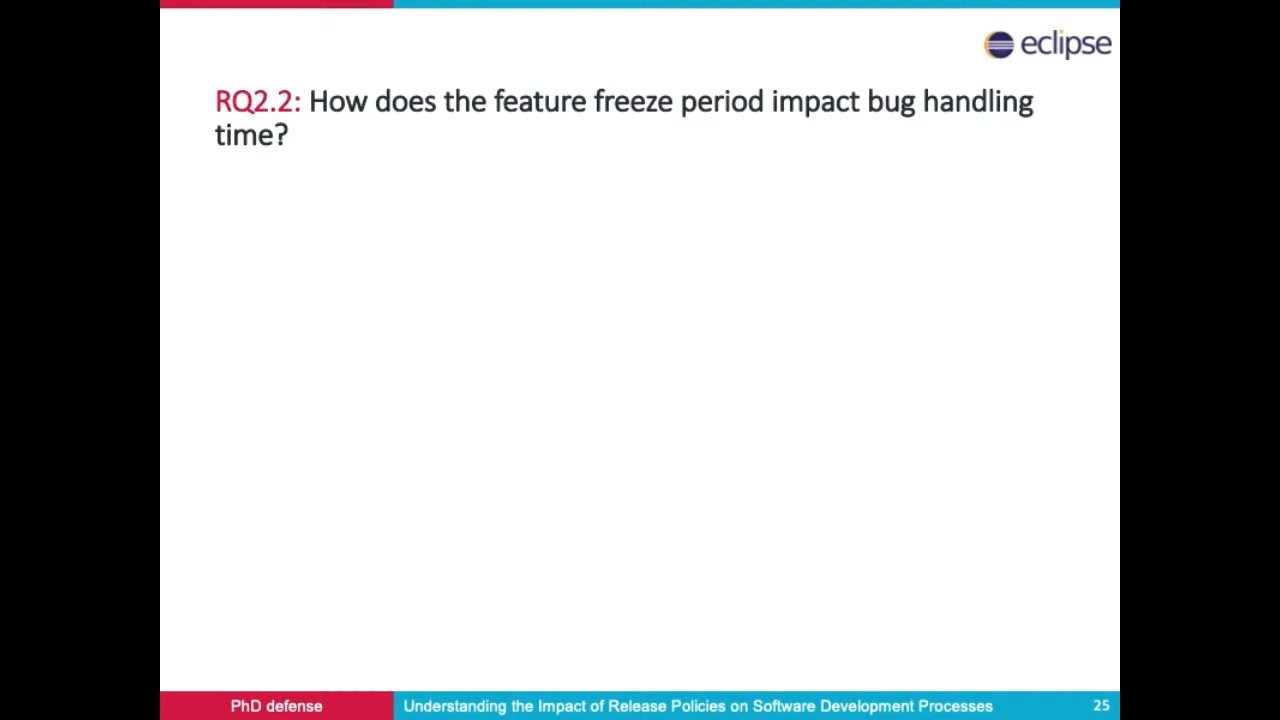 eclipse
RQ2.2: How does the feature freeze period impact bug handling
time?
PhD defense
Understanding the Impact of Release Policies on Software Development Processes
25